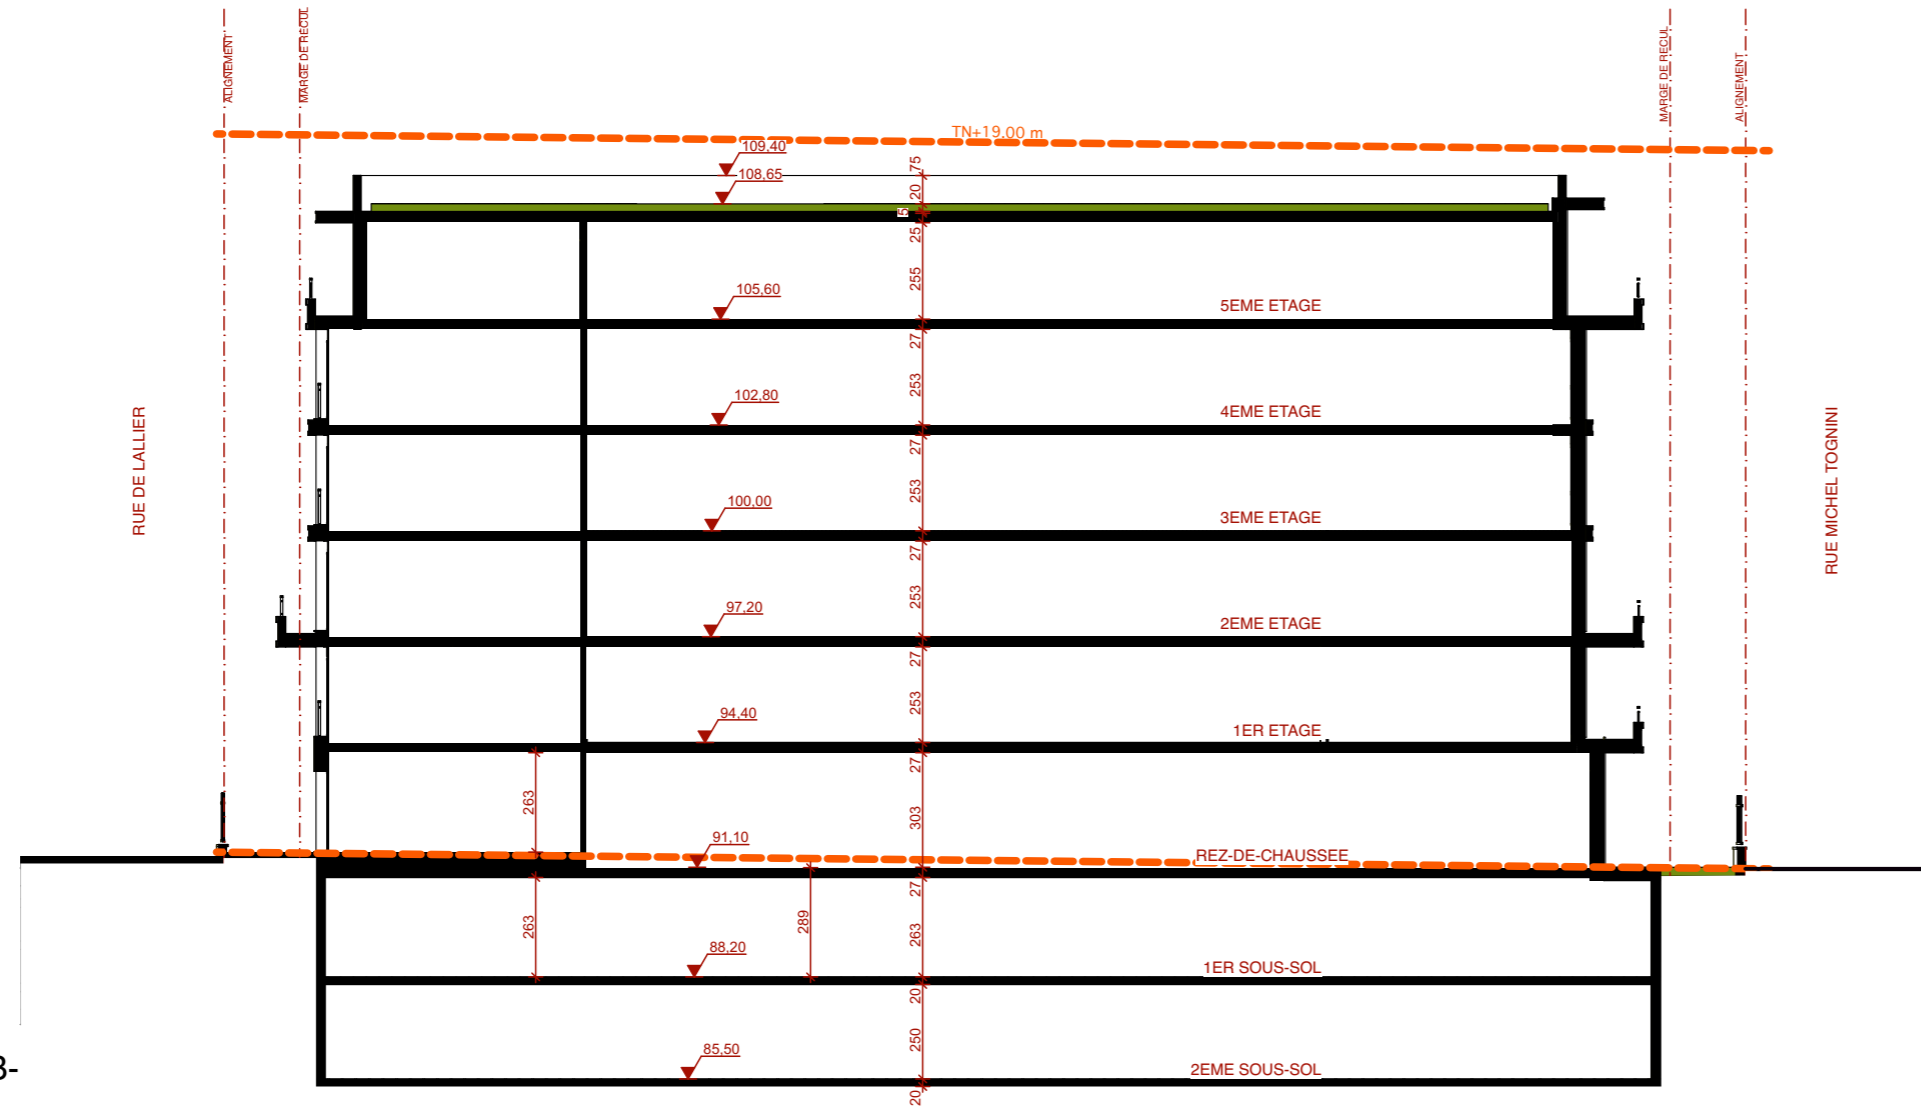 ALIGNEMENT
MARGE DE RECUL
MARGE DE RECUL
ALIGNEMENT
TN+19,00 m
109,40
75
108,65
20
5
25
255
105,60
5EME ETAGE
27
253
102,80
4EME ETAGE
27
253
100,00
3EME ETAGE
27
253
97,20
2EME ETAGE
27
253
94,40
1ER ETAGE
27
263
303
91,10
REZ-DE-CHAUSSEE
27
263
289
263
88,20
1ER SOUS-SOL
20
250
85,50
2EME SOUS-SOL
20
RUE DE LALLIER
RUE MICHEL TOGNINI
3-